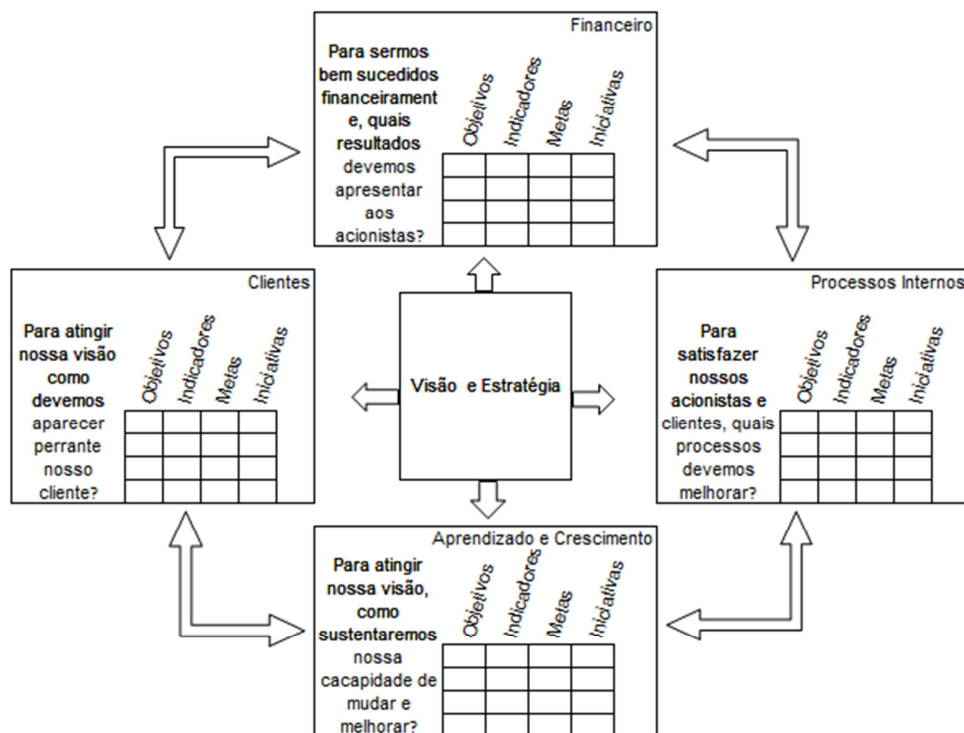 Financeiro
Para sermos
bem sucedidos
financeirament
e, quais
resultados
devemos
apresentar
aos
acionistas?
Objetivos
Indicadores
Metas
Iniciativas
Clientes
Para atingir
nossa visão
como
devemos
aparecer
perrante
nosso
cliente?
Objetivos
Indicadores
Metas
Iniciativas
Visão e Estratégia
Processos Internos
Para
satisfazer
nossos
acionistas e
clientes, quais
processos
devemos
melhorar?
Objetivos
Indicadores
Metas
Iniciativas
Aprendizado e Crescimento
Para atingir
nossa visão,
como
sustentaremos
nossa
cacapidade de
mudar e
melhorar?
Objetivos
Indicadores
Metas
Iniciativas